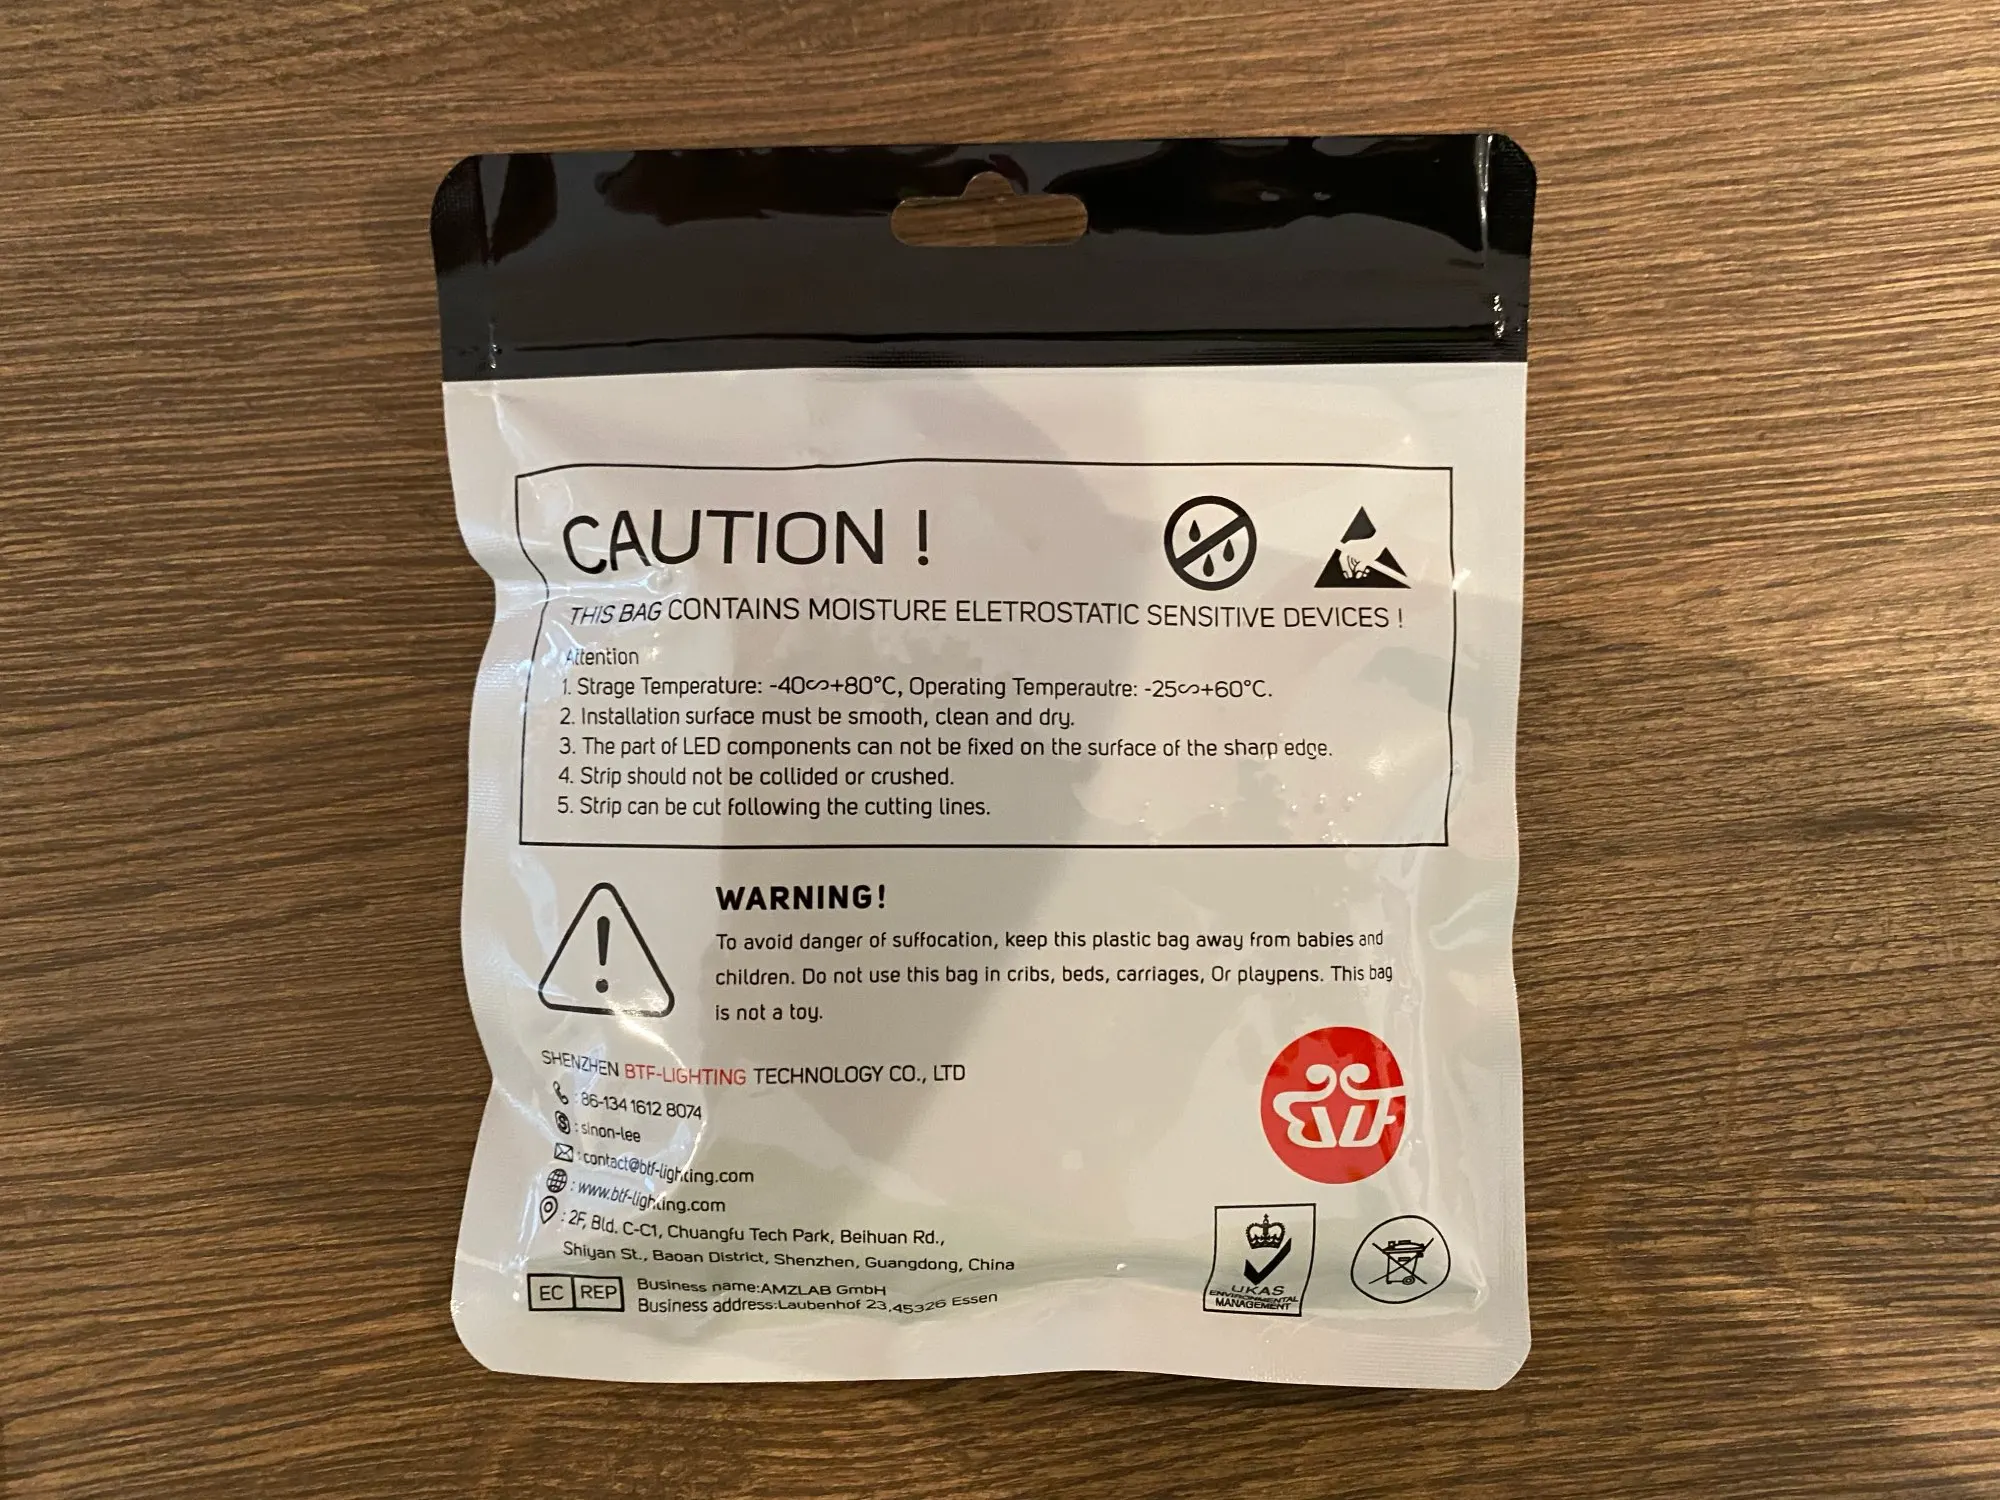 CAUTION !
THIS BAG CONTAINS MOISTURE ELETROSTATIC SENSITIVE DEVICES !
Attention
1. Strage Temperature: -40∽+80°C, Operating Temperautre: -25∽+60°C.
2. Installation surface must be smooth, clean and dry.
3. The part of LED components can not be fixed on the surface of the sharp edge.
4. Strip should not be collided or crushed.
5. Strip can be cut following the cutting lines.
WARNING!
To avoid danger of suffocation, keep this plastic bag away from babies and
children. Do not use this bag in cribs, beds, carriages, Or playpens. This bag
is not a toy.
SHENZHEN BTF-LIGHTING TECHNOLOGY CO., LTD
: 86-134 1612 8074
: sinon-lee
: contact@btf-lighting.com
: www.btf-lighting.com
: 2F, Bld. C-C1, Chuangfu Tech Park, Beihuan Rd.,
Shiyan St., Baoan District, Shenzhen, Guangdong, China
EC REP
Business name:AMZLAB GmbH
Business address:Laubenhof 23,45326 Essen
BTF
UKAS
ENVIRONMENTAL
MANAGEMENT